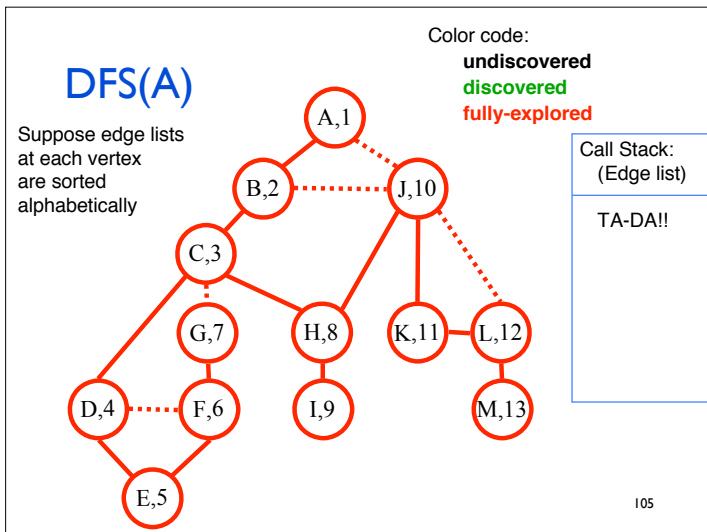 DFS(A)
Suppose edge lists
at each vertex
are sorted
alphabetically
Color code:
undiscovered
discovered
fully-explored
A,1
B,2
J,10
C,3
G,7
H,8
K,11
L,12
D,4
F,6
I,9
M,13
E,5
Call Stack:
(Edge list)
TA-DA!!
105